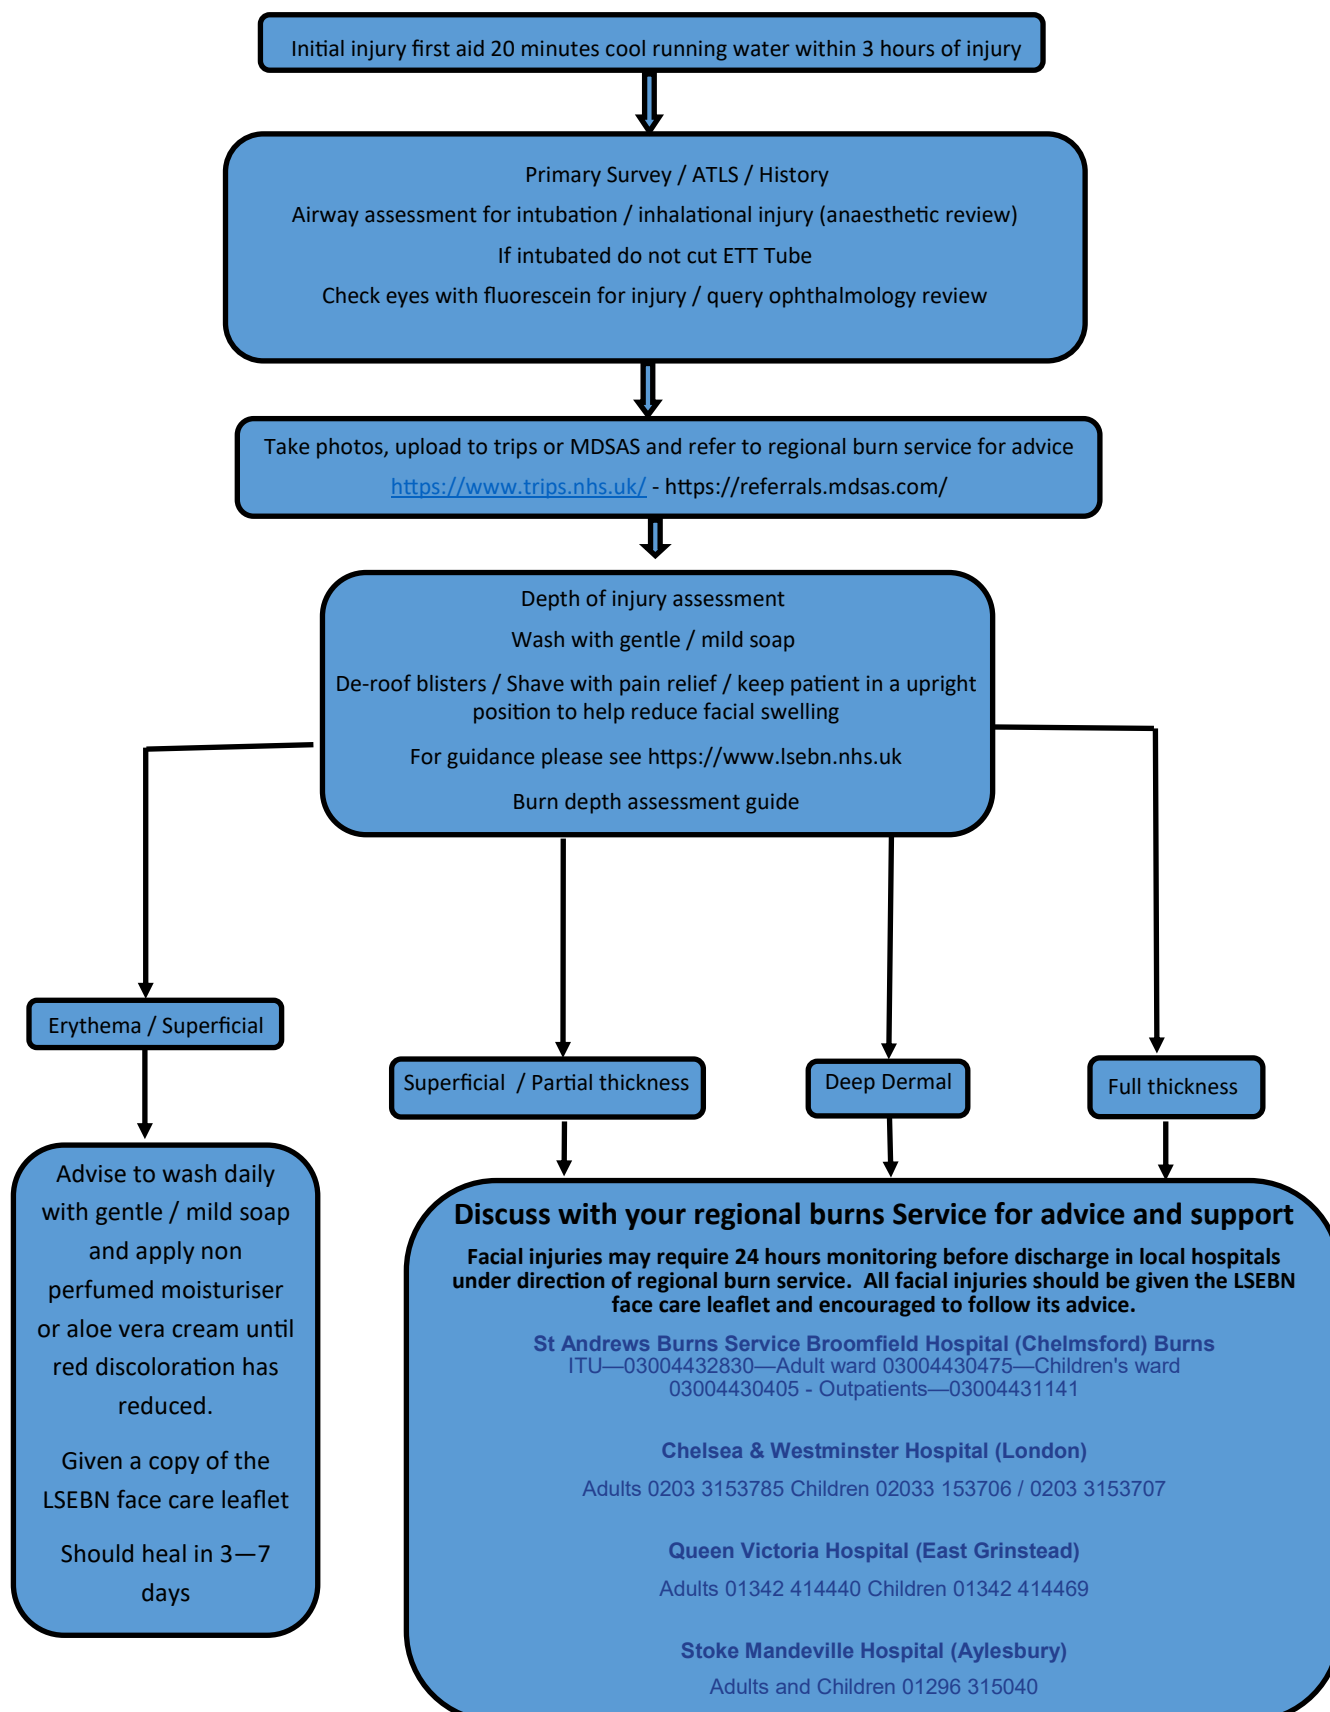 Initial injury first aid 20 minutes cool running water within 3 hours of injury
Primary Survey / ATLS / History
Airway assessment for intubation / inhalational injury (anaesthetic review)
If intubated do not cut ETT Tube
Check eyes with fluorescein for injury / query ophthalmology review
Take photos, upload to trips or MDSAS and refer to regional burn service for advice
https://www.trips.nhs.uk/ - https://referrals.mdsas.com/
Depth of injury assessment
Wash with gentle / mild soap
De-roof blisters / Shave with pain relief / keep patient in a upright
position to help reduce facial swelling
For guidance please see https://www.lsebn.nhs.uk
Burn depth assessment guide
Erythema / Superficial
Superficial / Partial thickness
Deep Dermal
Full thickness
Advise to wash daily
with gentle / mild soap
and apply non
perfumed moisturiser
or aloe vera cream until
red discoloration has
reduced.
Given a copy of the
LSEBN face care leaflet
Should heal in 3—7
days
Discuss with your regional burns Service for advice and support
Facial injuries may require 24 hours monitoring before discharge in local hospitals
under direction of regional burn service. All facial injuries should be given the LSEBN
face care leaflet and encouraged to follow its advice.
St Andrews Burns Service Broomfield Hospital (Chelmsford) Burns
ITU—03004432830—Adult ward 03004430475—Children's ward
03004430405 - Outpatients—03004431141
Chelsea & Westminster Hospital (London)
Adults 0203 3153785 Children 02033 153706 / 0203 3153707
Queen Victoria Hospital (East Grinstead)
Adults 01342 414440 Children 01342 414469
Stoke Mandeville Hospital (Aylesbury)
Adults and Children 01296 315040